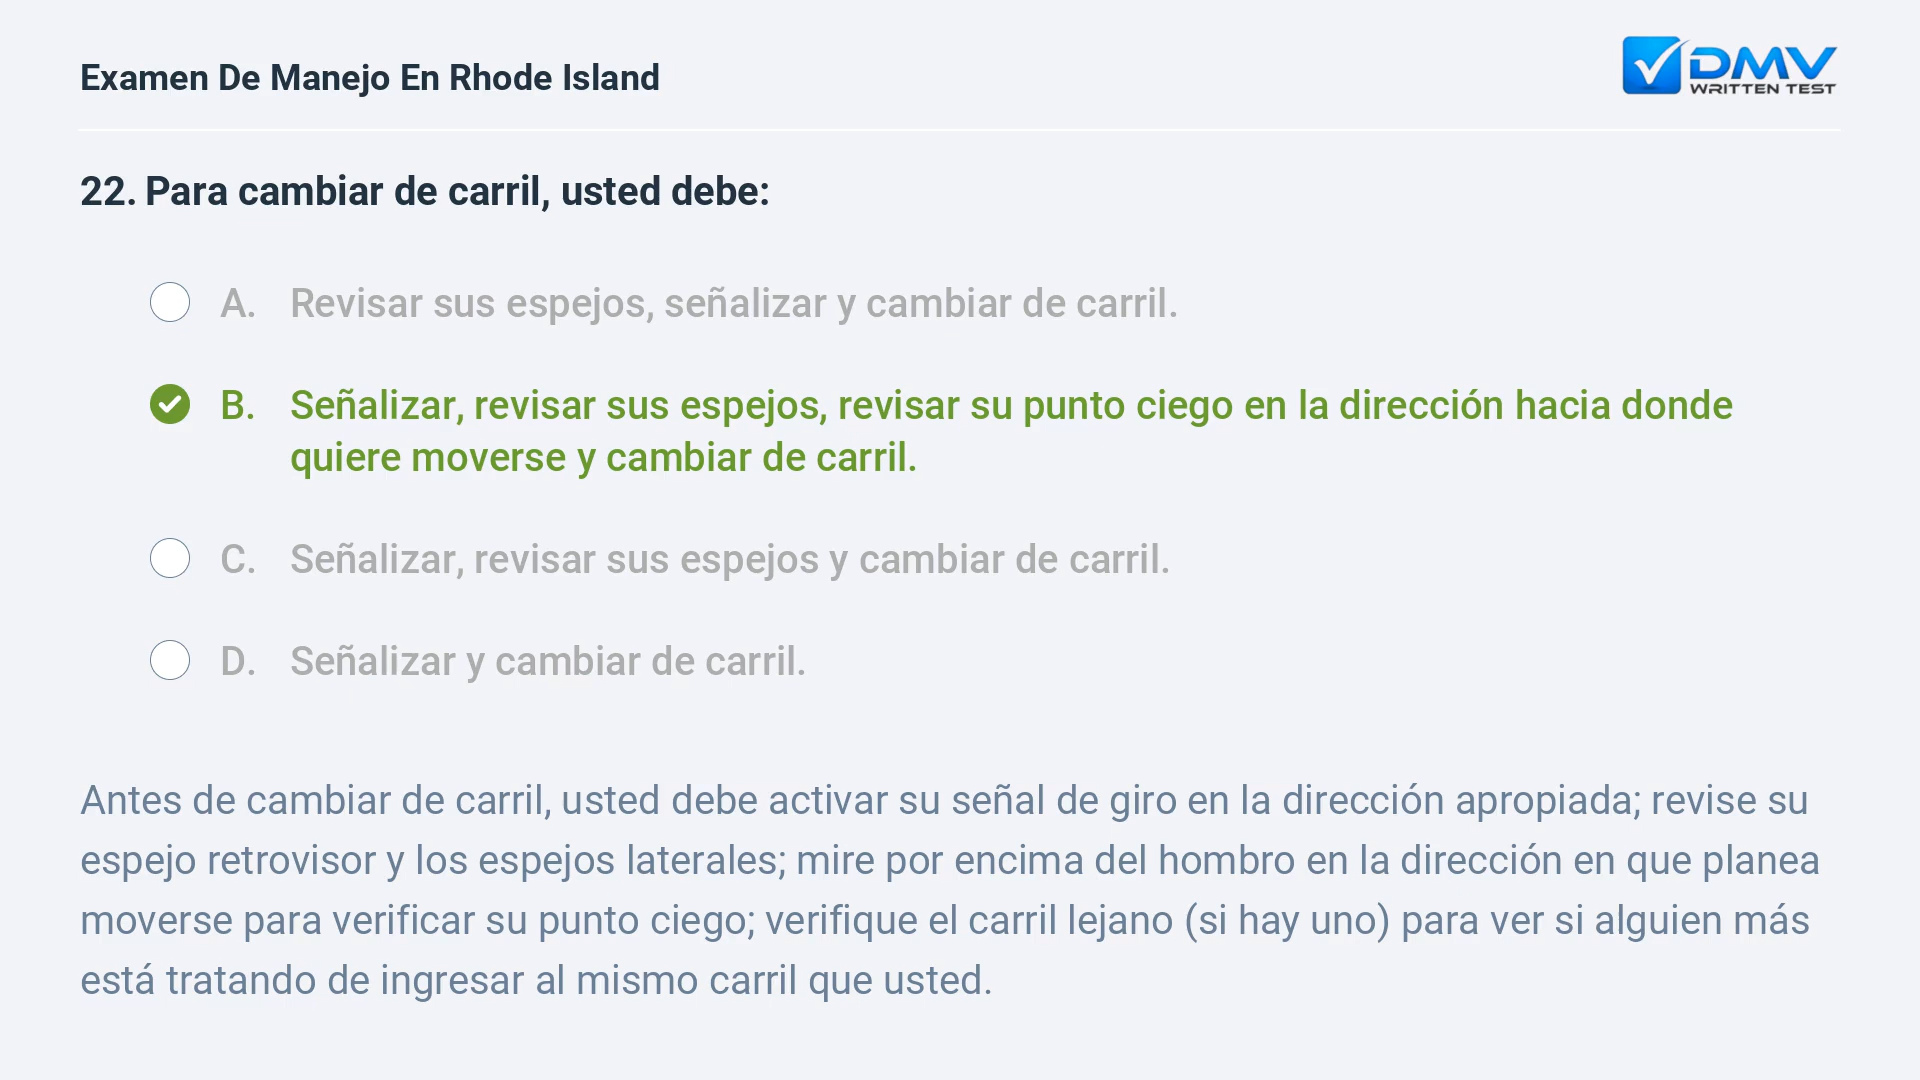 Examen De Manejo En Rhode Island
DMV
WRITTEN TEST
22. Para cambiar de carril, usted debe:
A. Revisar sus espejos, señalizar y cambiar de carril.
B. Señalizar, revisar sus espejos, revisar su punto ciego en la dirección hacia donde
quiere moverse y cambiar de carril.
C. Señalizar, revisar sus espejos y cambiar de carril.
D. Señalizar y cambiar de carril.
Antes de cambiar de carril, usted debe activar su señal de giro en la dirección apropiada; revise su
espejo retrovisor y los espejos laterales; mire por encima del hombro en la dirección en que planea
moverse para verificar su punto ciego; verifique el carril lejano (si hay uno) para ver si alguien más
está tratando de ingresar al mismo carril que usted.